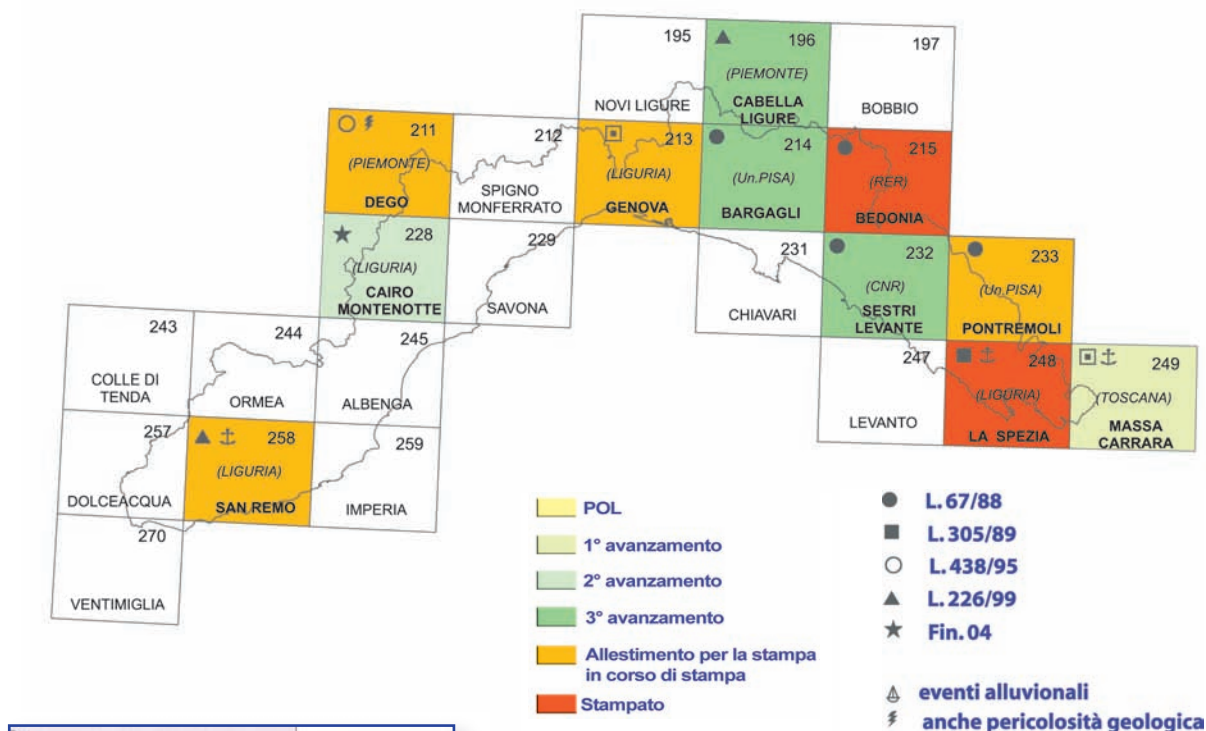 195
196
(PIEMONTE)
CABELLA
LIGURE
197
NOVI LIGURE
BOBBIO
211
(PIEMONTE)
DEGO
212
SPIGNO
MONFERRATO
213
(LIGURIA)
GENOVA
214
(Un.PISA)
BARGAGLI
215
(RER)
BEDONIA
228
(LIGURIA)
CAIRO
MONTENOTTE
229
SAVONA
231
CHIAVARI
232
(CNR)
SESTRI
LEVANTE
233
(Un.PISA)
PONTREMOLI
243
COLLE DI
TENDA
244
ORMEA
245
ALBENGA
247
LEVANTO
248
(LIGURIA)
LA SPEZIA
249
(TOSCANA)
MASSA
CARRARA
257
DOLCEACQUA
258
(LIGURIA)
SAN REMO
259
IMPERIA
270
VENTIMIGLIA
POL
1° avanzamento
2° avanzamento
3° avanzamento
Allestimento per la stampa
in corso di stampa
Stampato
L. 67/88
L. 305/89
L. 438/95
L. 226/99
Fin. 04
eventi alluvionali
anche pericolosità geologica